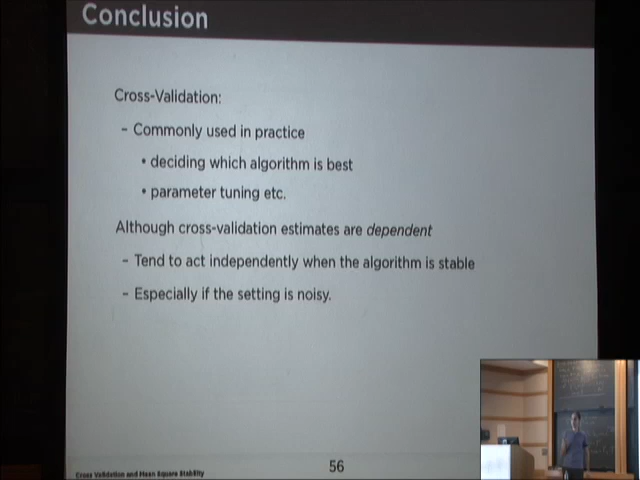 Conclusion
Cross-Validation:
– Commonly used in practice
• deciding which algorithm is best
• parameter tuning etc.
Although cross-validation estimates are dependent
– Tend to act independently when the algorithm is stable
– Especially if the setting is noisy.
Cross Validation and Mean Square Stability
56